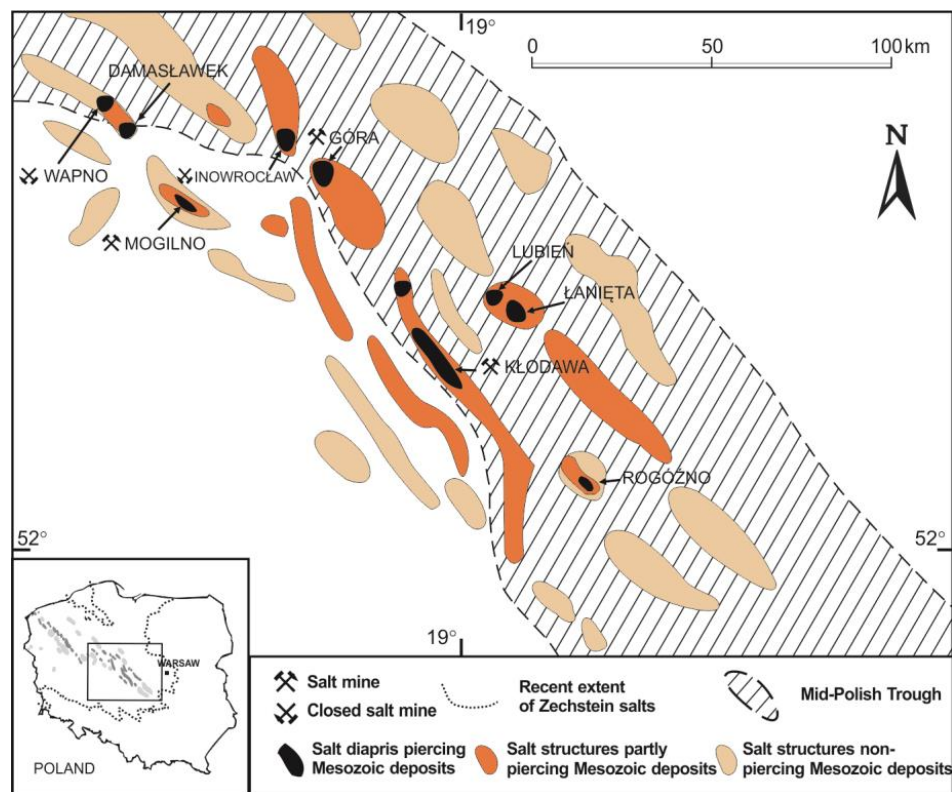 19°
0 50 100 km
DAMASŁAWEK
GÓRA
N
WAPNO
INOWROCŁAW
MOGILNO
LUBIEŃ
ŁANIĘTA
KŁODAWA
ROGÓŹNO
52°
52°
19°
WARSAW
POLAND
Salt mine
Closed salt mine
Recent extent
of Zechstein salts
Mid-Polish Trough
Salt diapris piercing
Mesozoic deposits
Salt structures partly
piercing Mesozoic deposits
Salt structures non-
piercing Mesozoic deposits